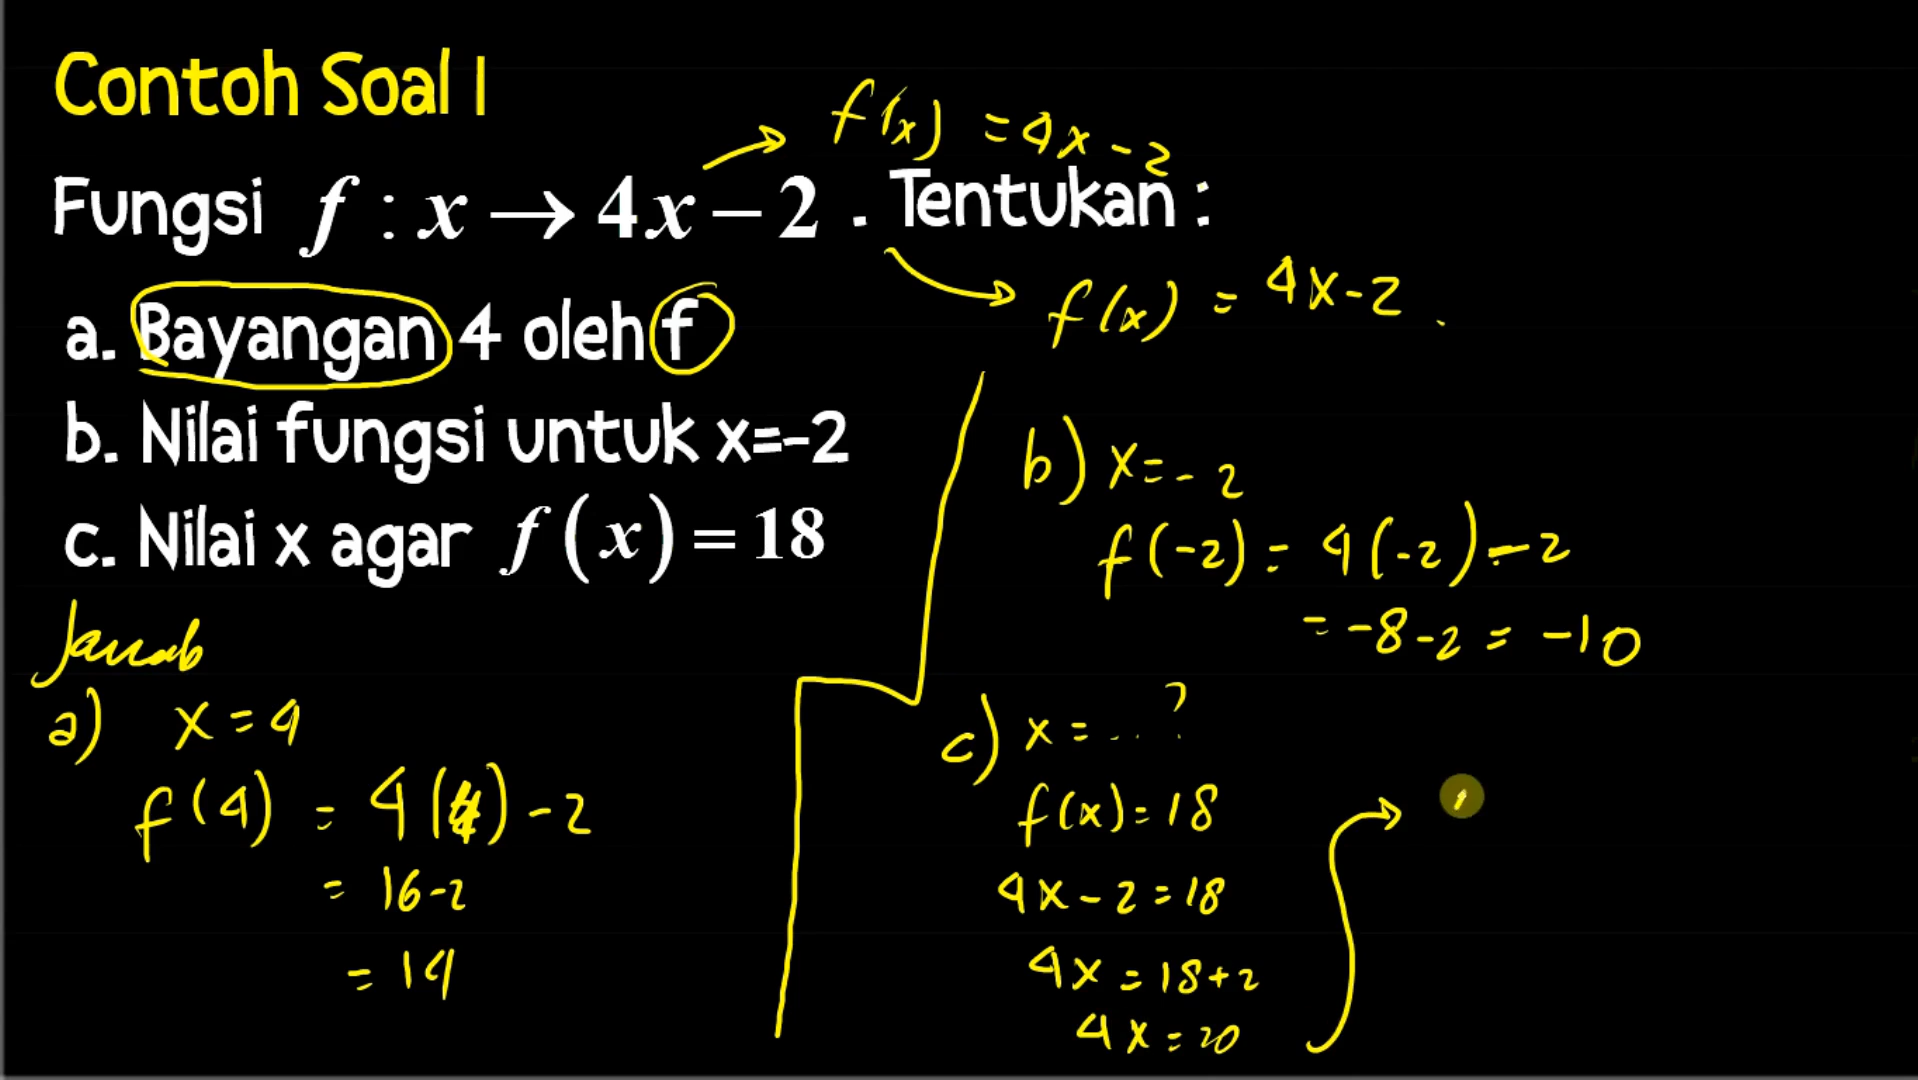 Contoh Soal 1
f(x) = 4x - 2
Fungsi f : x → 4x − 2 . Tentukan :
f(x) = 4x - 2 .
a. Bayangan 4 oleh f
b. Nilai fungsi untuk x=-2
c. Nilai x agar f(x) = 18
Jawab
a) x = 4
f(4) = 4(4) - 2
= 16 - 2
= 14
b) x = -2
f(-2) = 4(-2) - 2
= -8 - 2 = -10
c) x = ... ?
f(x) = 18
4x - 2 = 18
4x = 18 + 2
4x = 20